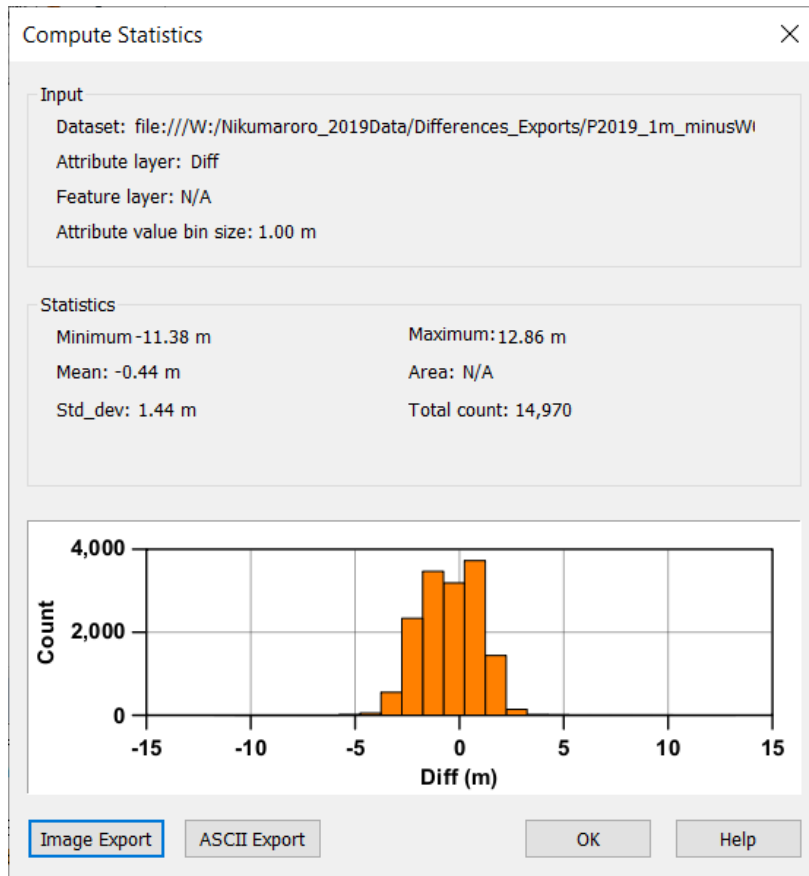 Compute Statistics
Input
Dataset: file:///W:/Nikumaroro_2019Data/Differences_Exports/P2019_1m_minusW
Attribute layer: Diff
Feature layer: N/A
Attribute value bin size: 1.00 m
Statistics
Minimum -11.38 m Maximum: 12.86 m
Mean: -0.44 m Area: N/A
Std_dev: 1.44 m Total count: 14,970
4,000
2,000
0
Count
-15 -10 -5 0 5 10 15
Diff (m)
Image Export ASCII Export OK Help